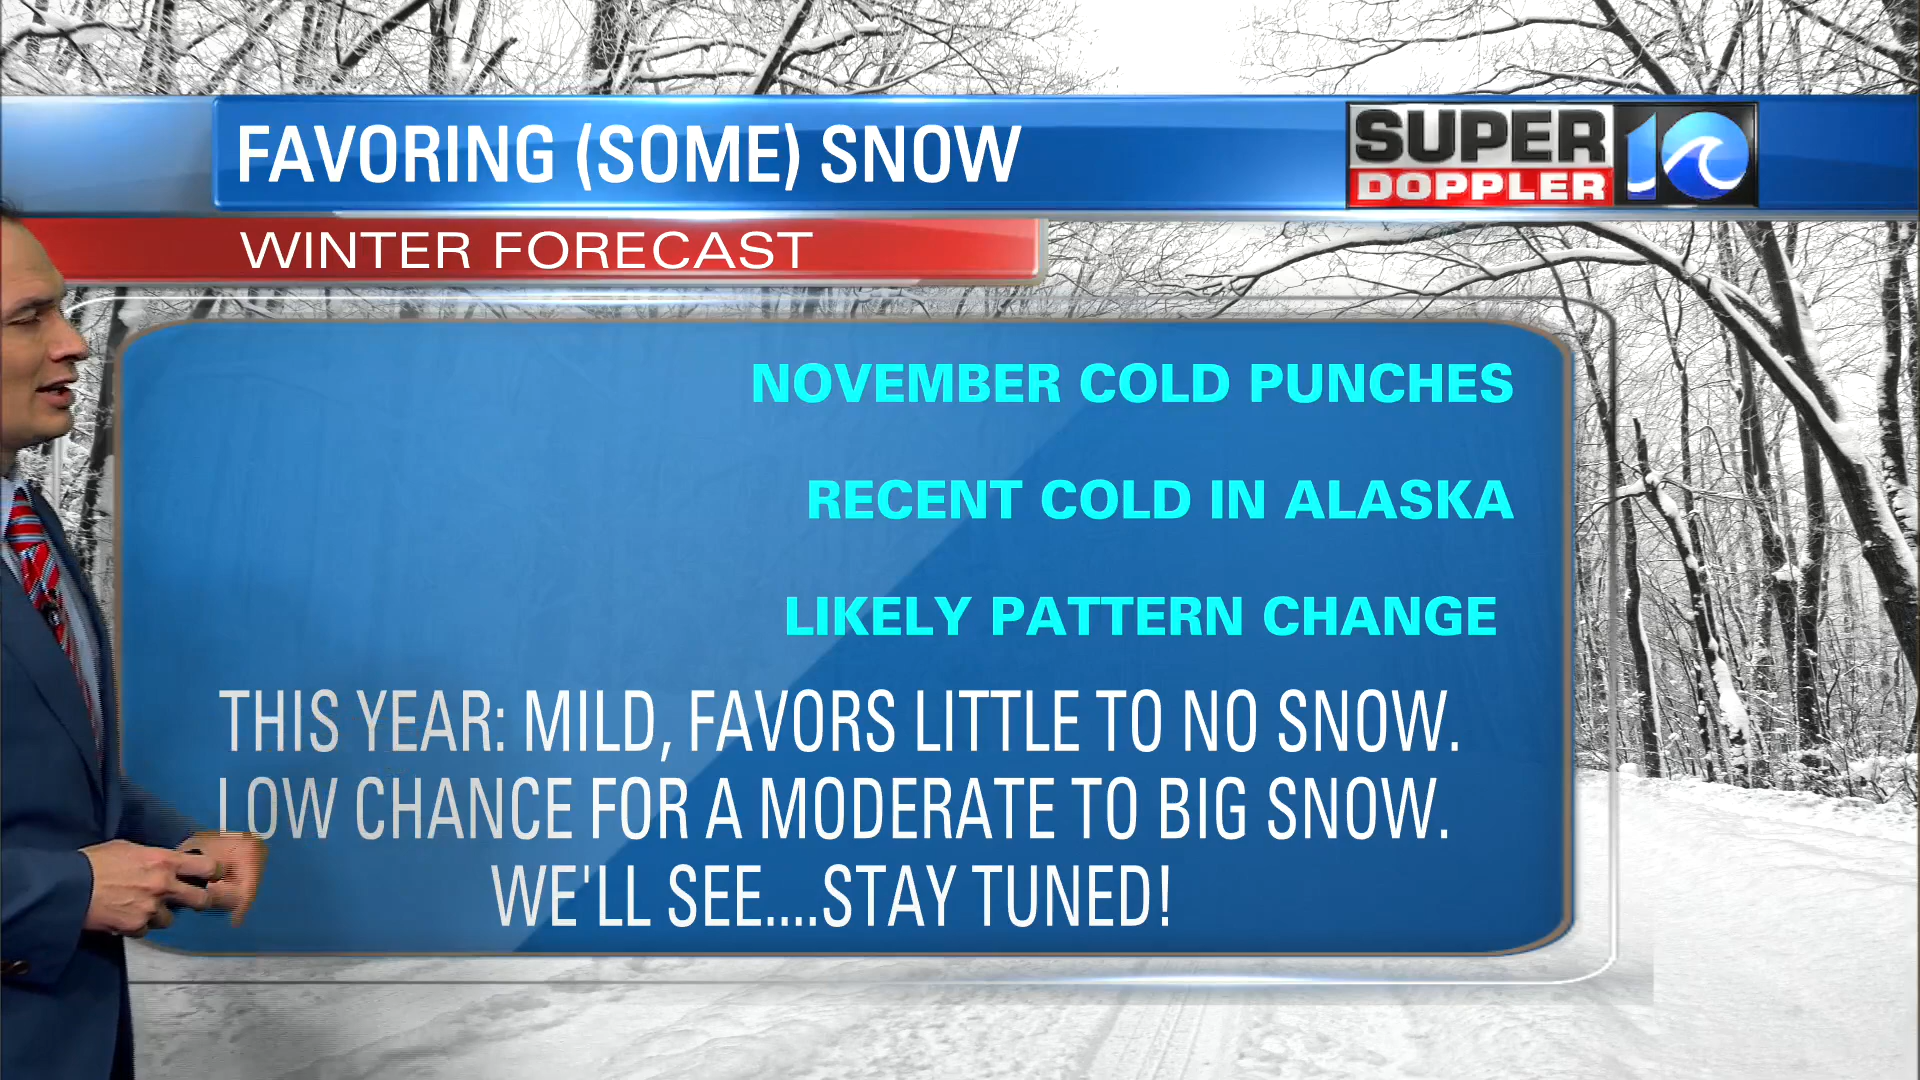 FAVORING (SOME) SNOW
SUPER
DOPPLER
10
WINTER FORECAST
NOVEMBER COLD PUNCHES
RECENT COLD IN ALASKA
LIKELY PATTERN CHANGE
THIS YEAR: MILD, FAVORS LITTLE TO NO SNOW.
LOW CHANCE FOR A MODERATE TO BIG SNOW.
WE'LL SEE....STAY TUNED!